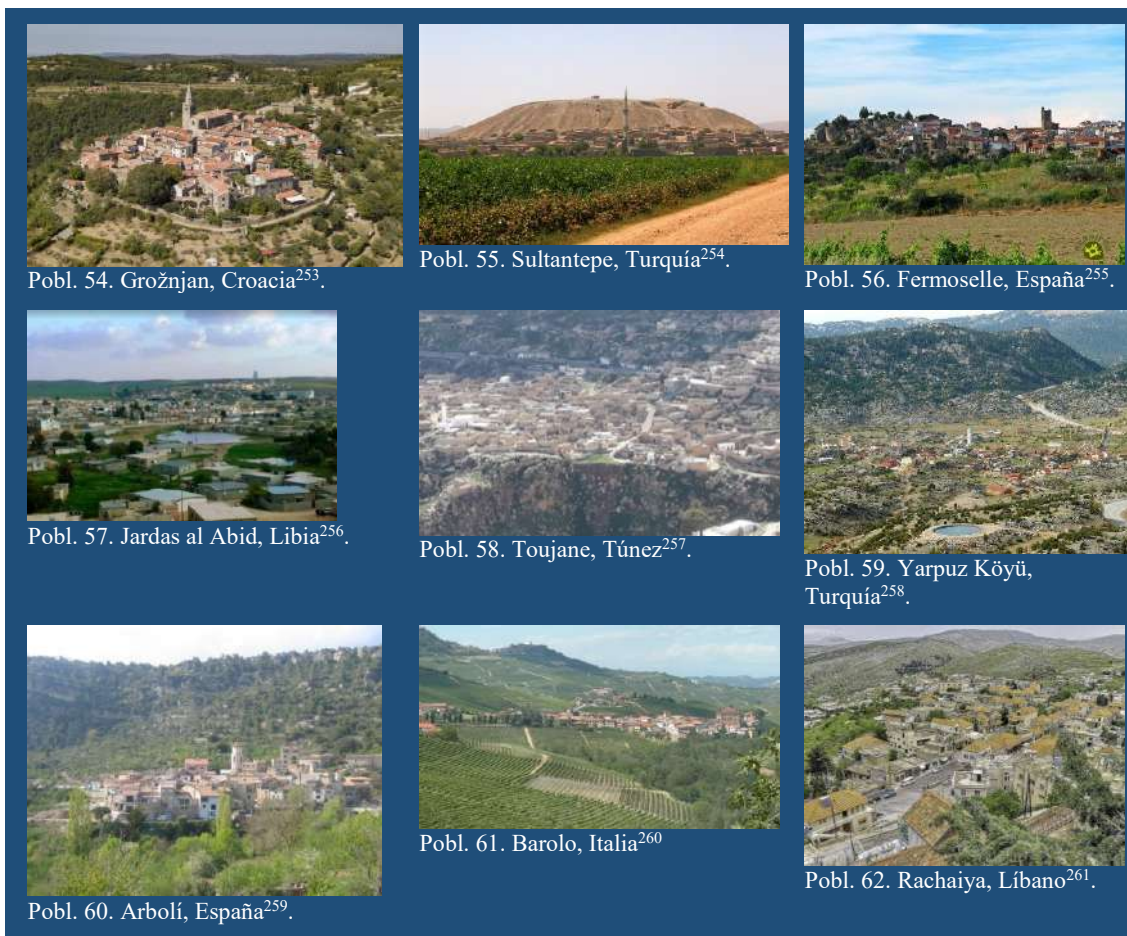 Pobl. 54. Grožnjan, Croacia253.
Pobl. 55. Sultantepe, Turquía254.
Pobl. 56. Fermoselle, España255.
Pobl. 57. Jardas al Abid, Libia256.
Pobl. 58. Toujane, Túnez257.
Pobl. 59. Yarpuz Köyü,
Turquía258.
Pobl. 60. Arbolí, España259.
Pobl. 61. Barolo, Italia260
Pobl. 62. Rachaiya, Líbano261.